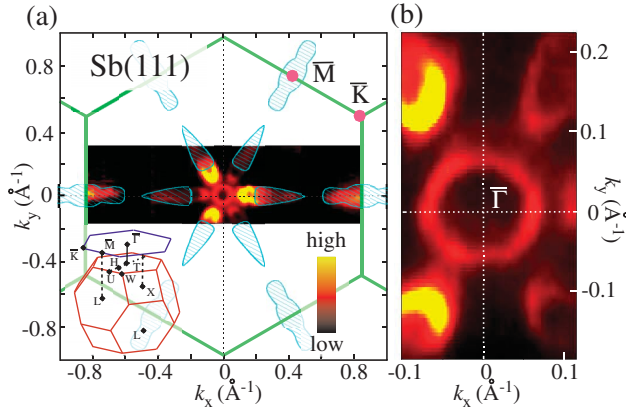 (a)
Sb(111)
M̅
K̅
0.8
0.4
0
-0.4
-0.8
k_y (Å⁻¹)
-0.8 -0.4 0 0.4 0.8
k_x (Å⁻¹)
high
low
K̅ M̅ Γ̅
H T
U W
L X
L
(b)
Γ̅
0.2
0.1
0
-0.1
k_y (Å⁻¹)
-0.1 0 0.1
k_x (Å⁻¹)